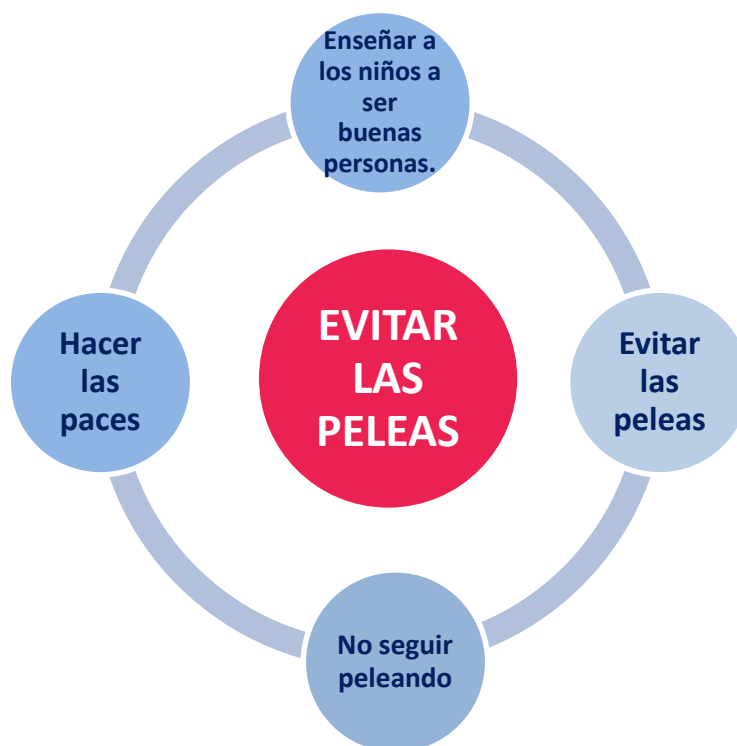 Enseñar a
los niños a
ser
buenas
personas.
Hacer
las
paces
EVITAR
LAS
PELEAS
Evitar
las
peleas
No seguir
peleando